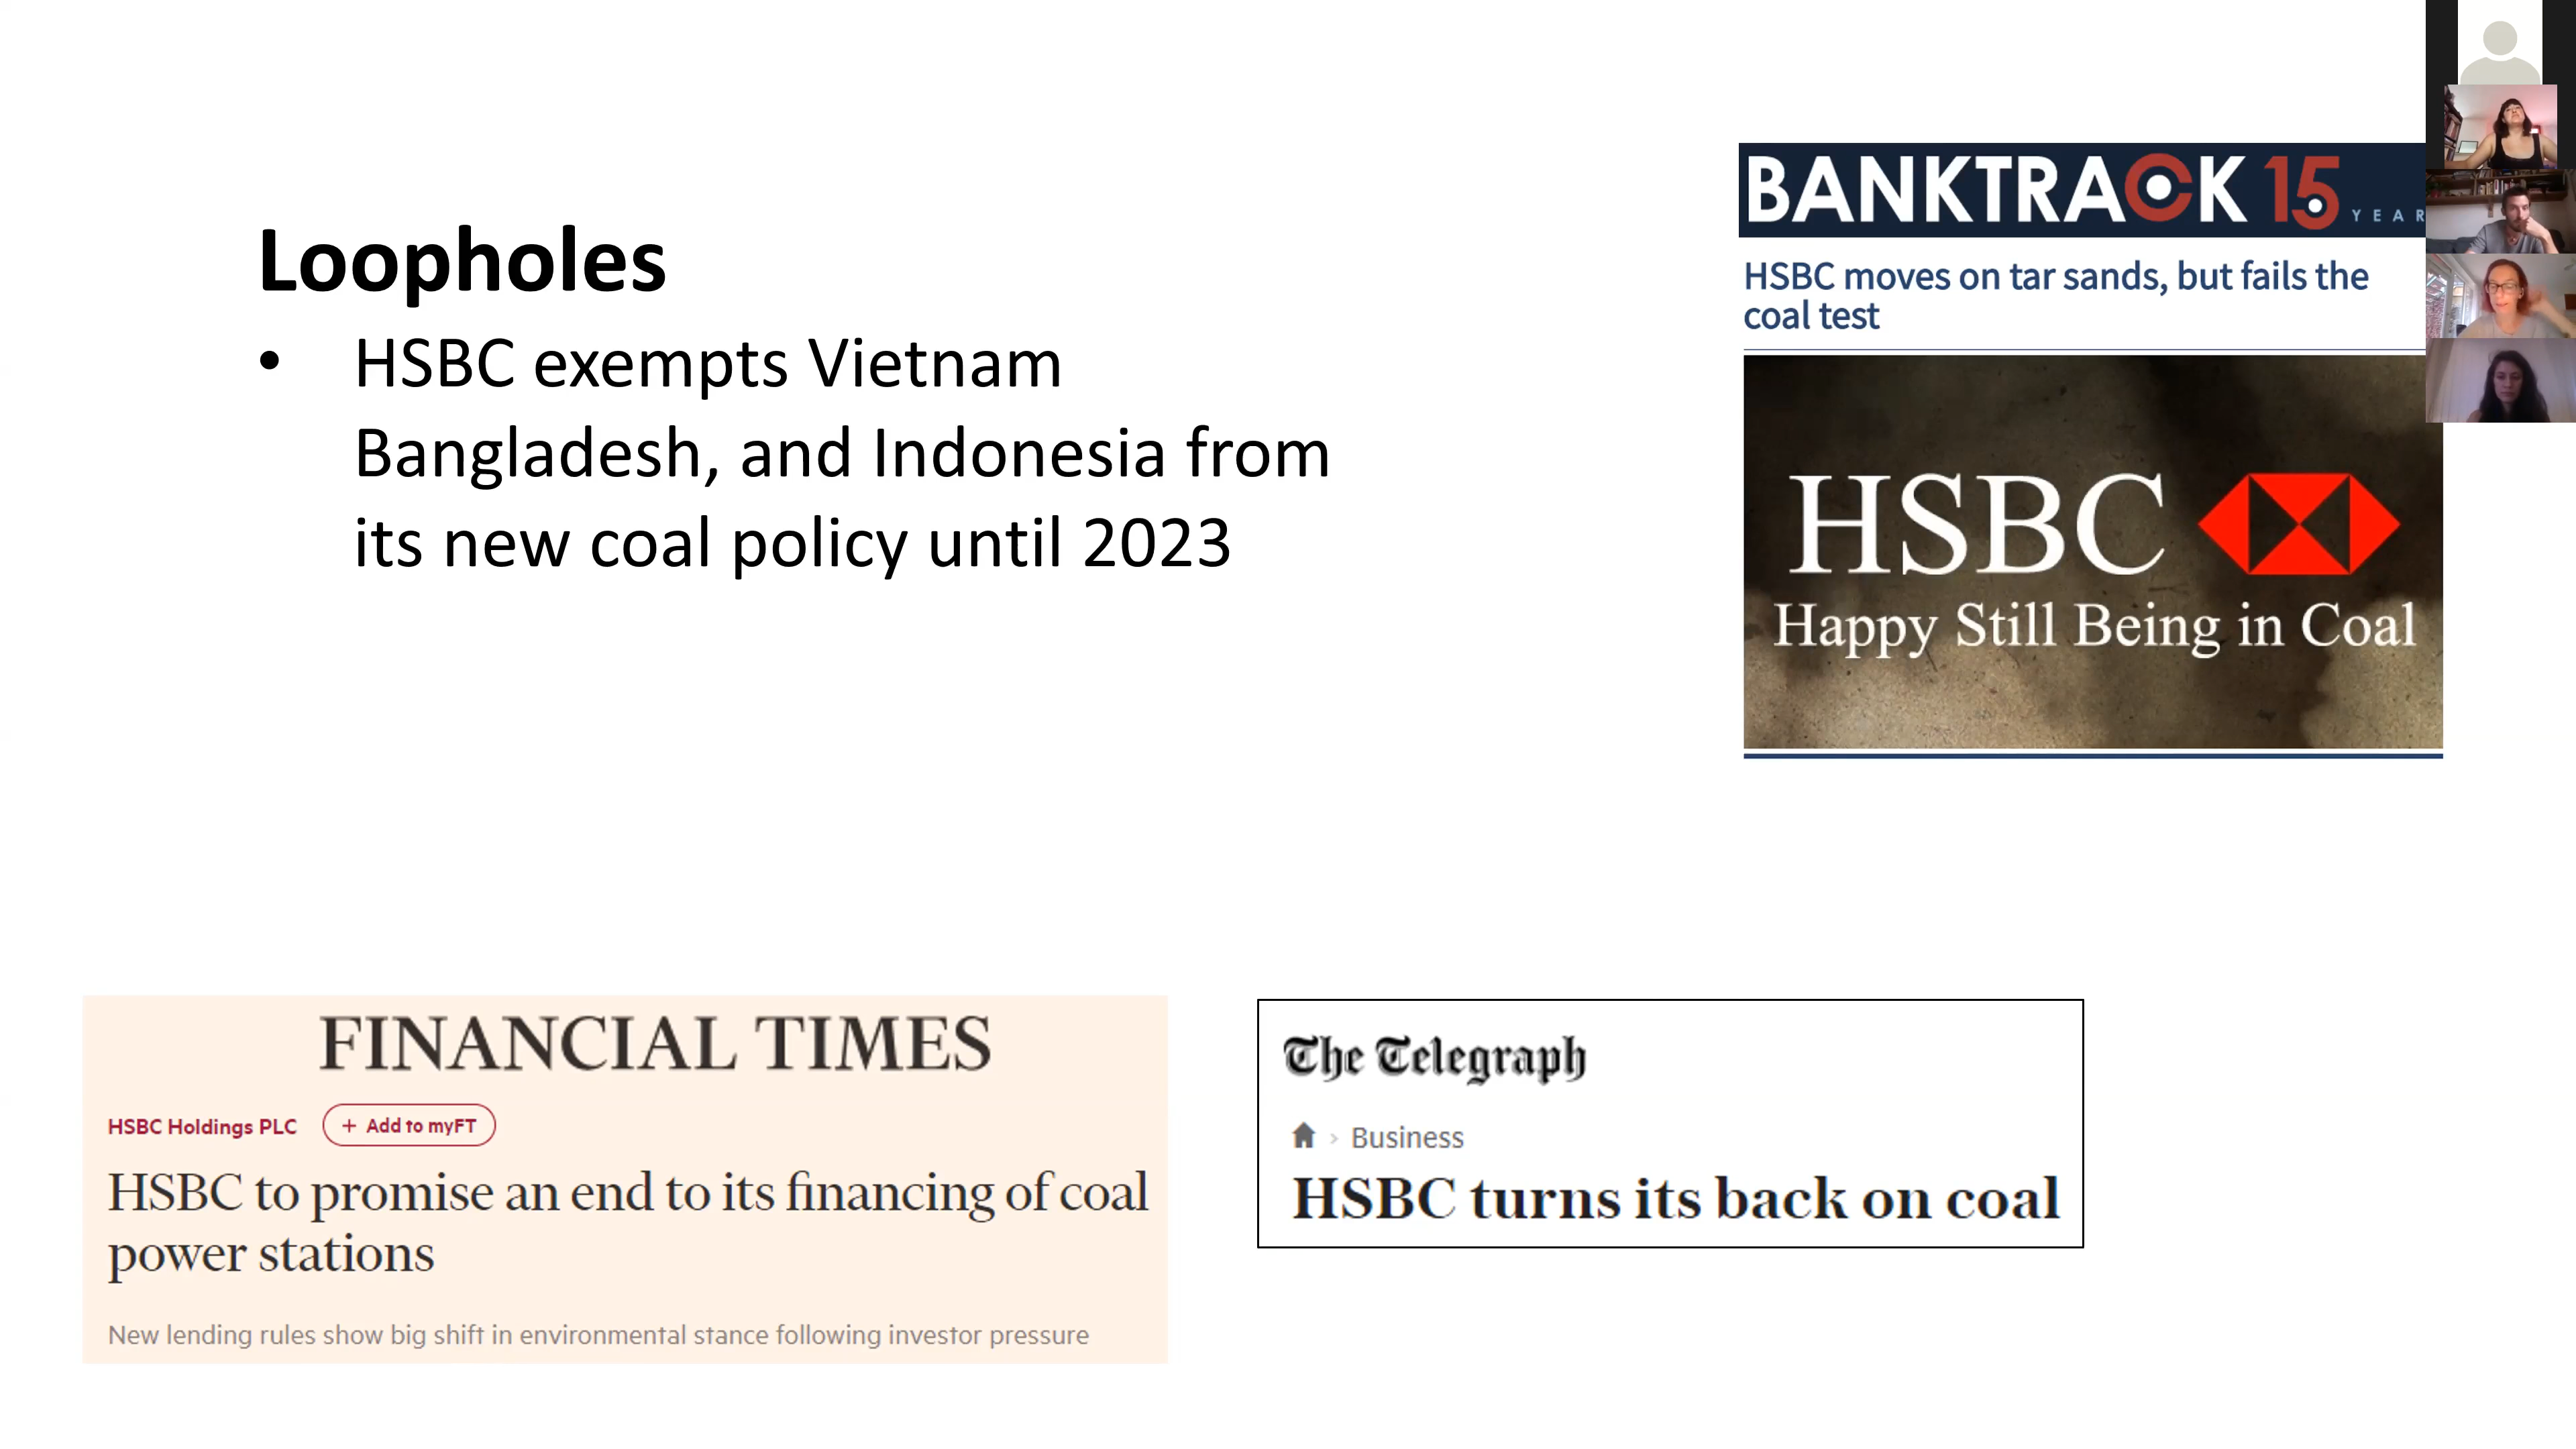 Loopholes
• HSBC exempts Vietnam
Bangladesh, and Indonesia from
its new coal policy until 2023
BANKTRACK 15
YEAR
HSBC moves on tar sands, but fails the
coal test
HSBC
Happy Still Being in Coal
FINANCIAL TIMES
HSBC Holdings PLC + Add to myFT
HSBC to promise an end to its financing of coal
power stations
New lending rules show big shift in environmental stance following investor pressure
The Telegraph
› Business
HSBC turns its back on coal